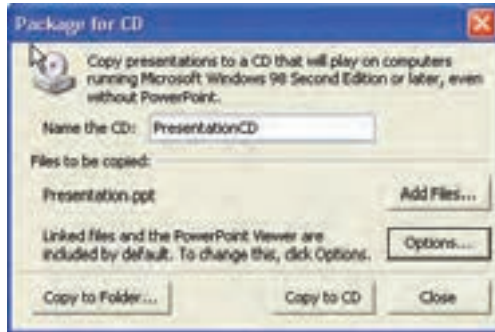 Package for CD
Copy presentations to a CD that will play on computers
running Microsoft Windows 98 Second Edition or later, even
without PowerPoint.
Name the CD: PresentationCD
Files to be copied:
Presentation.ppt Add Files...
Linked files and the PowerPoint Viewer are
included by default. To change this, click Options. Options...
Copy to Folder... Copy to CD Close